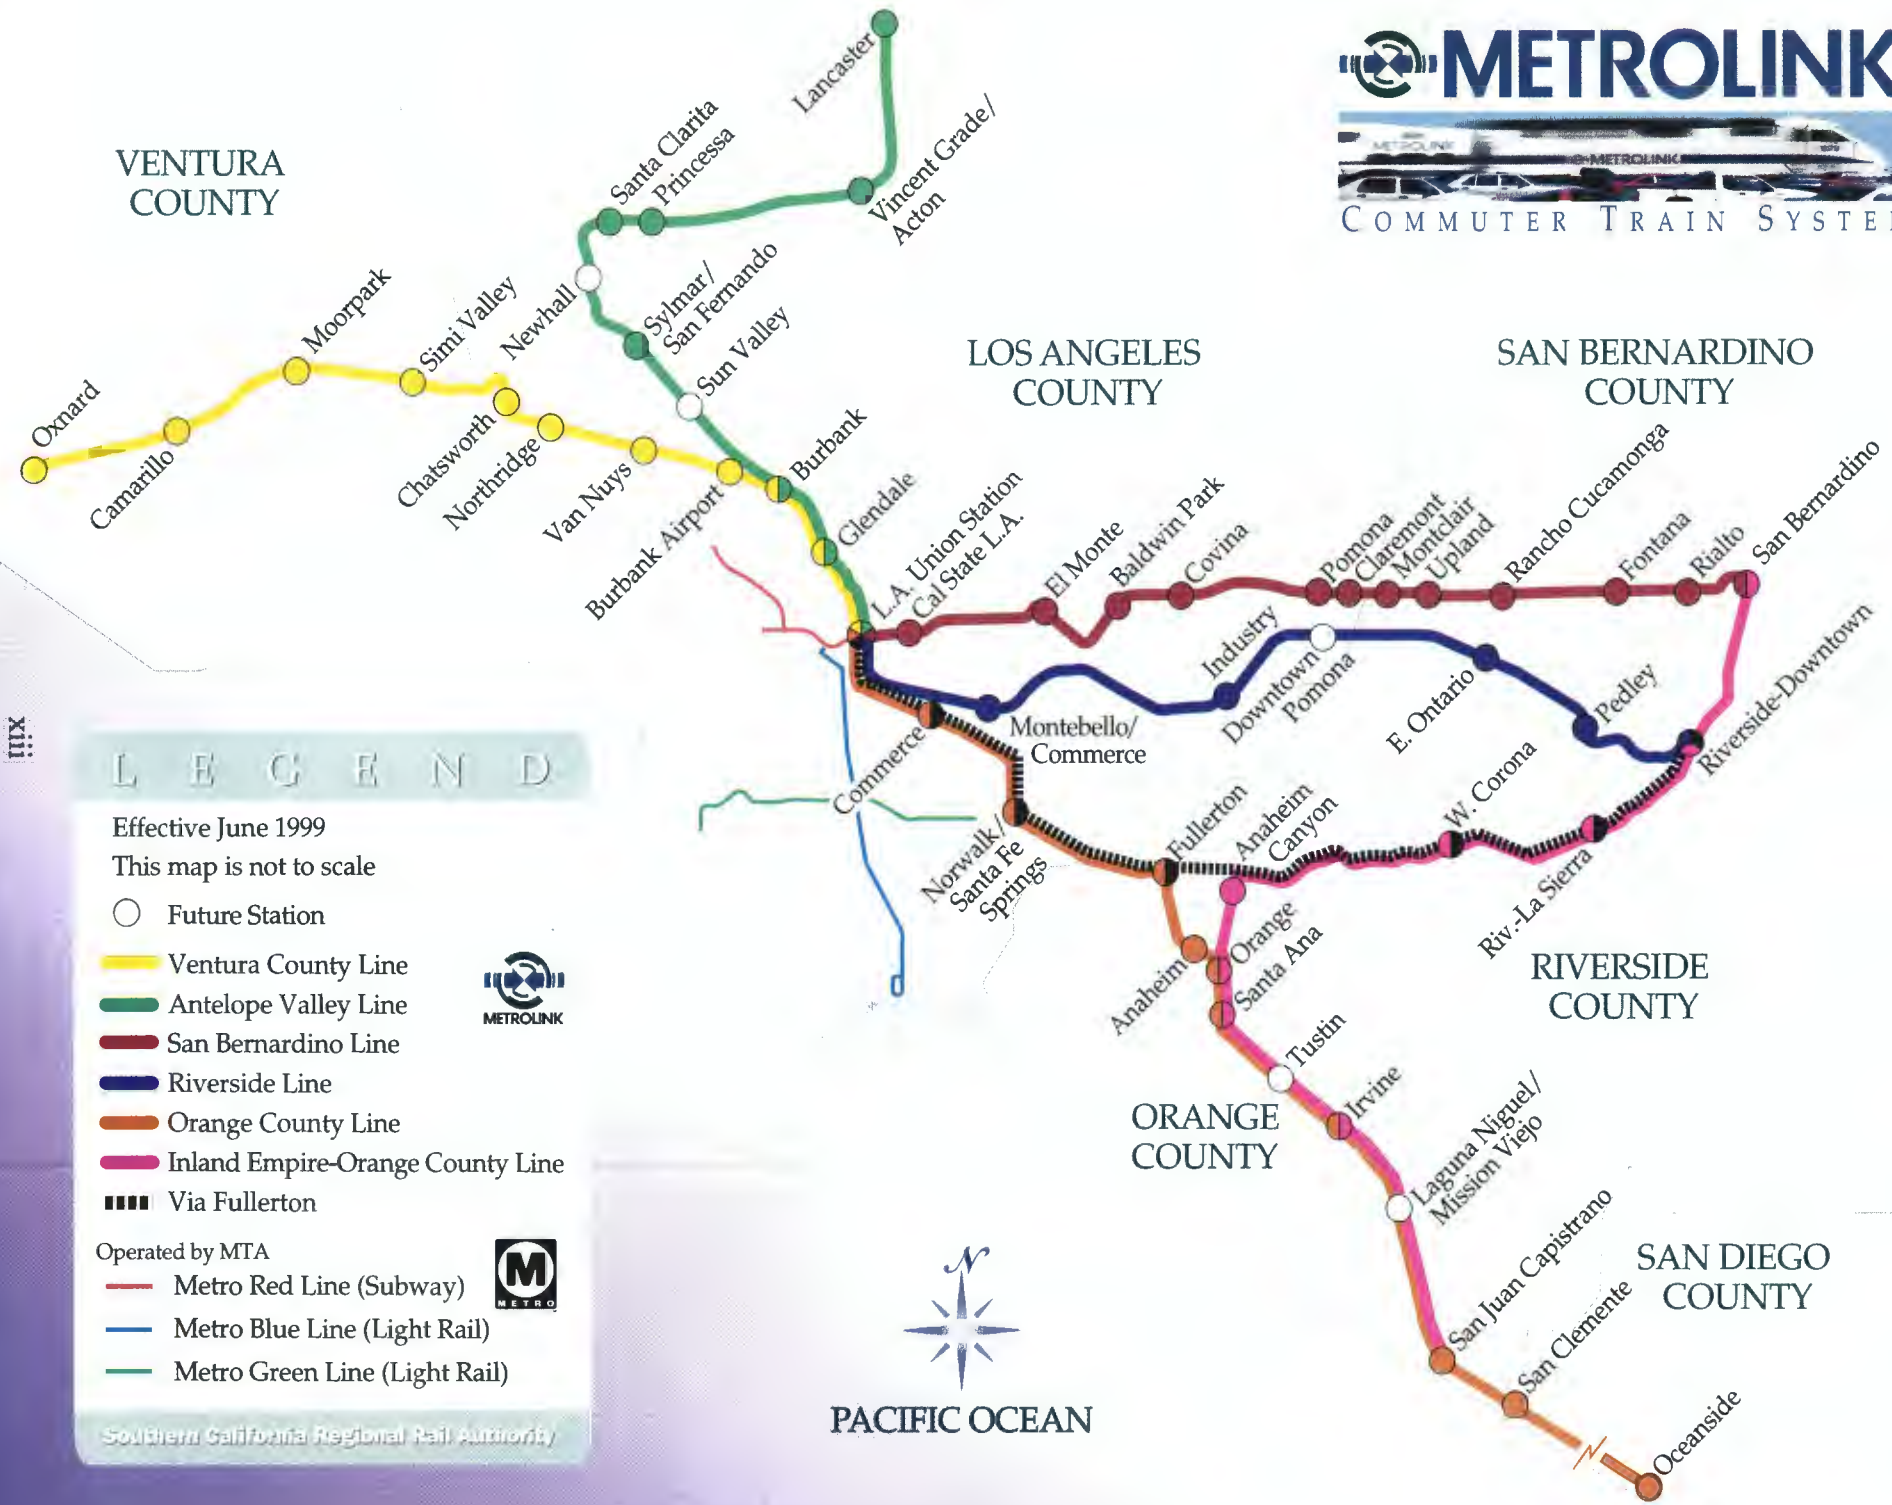 METROLINK
METROLINK
METROLINK
COMMUTER TRAIN SYSTE
VENTURA
COUNTY
LOS ANGELES
COUNTY
SAN BERNARDINO
COUNTY
RIVERSIDE
COUNTY
ORANGE
COUNTY
SAN DIEGO
COUNTY
PACIFIC OCEAN
N
Lancaster
Vincent Grade/
Acton
Santa Clarita
Princessa
Newhall
Sylmar/
San Fernando
Sun Valley
Burbank
Glendale
Oxnard
Camarillo
Moorpark
Simi Valley
Chatsworth
Northridge
Van Nuys
Burbank Airport
L.A. Union Station
Cal State L.A.
El Monte
Baldwin Park
Covina
Pomona
Claremont
Montclair
Upland
Rancho Cucamonga
Fontana
Rialto
San Bernardino
Montebello/
Commerce
Industry
Downtown
Pomona
E. Ontario
Pedley
Riverside-Downtown
Commerce
Norwalk/
Santa Fe
Springs
Fullerton
Anaheim
Canyon
W. Corona
Riv.-La Sierra
Anaheim
Orange
Santa Ana
Tustin
Irvine
Laguna Niguel/
Mission Viejo
San Juan Capistrano
San Clemente
Oceanside
xiii
LEGEND
Effective June 1999
This map is not to scale
Future Station
Ventura County Line
Antelope Valley Line
San Bernardino Line
Riverside Line
Orange County Line
Inland Empire-Orange County Line
Via Fullerton
METROLINK
Operated by MTA
Metro Red Line (Subway)
Metro Blue Line (Light Rail)
Metro Green Line (Light Rail)
M
METRO
Southern California Regional Rail Authority